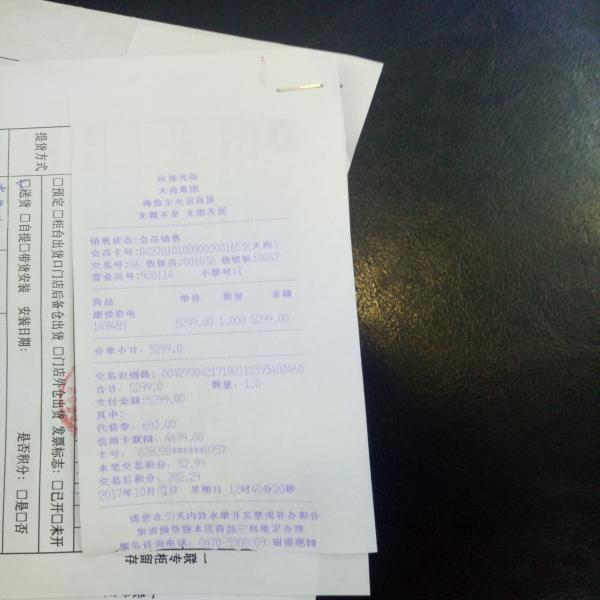 欢迎光临
大商集团
海拉尔友谊商厦
无微不至 无限发展
销售状态:会员销售
会员卡号:0427010100000001653(天狗)
交易号:46 收银员:001030 收银机:0042
营业员号:900114 小票号:1
商品 单价 数量 金额
康佳彩电
147489 5299.00 1.000 5299.00
分单小计: 5299.0
交易识别码: 00427004217100112393400460
合计: 5299.0 数量: 1.0
支付金额:5299.00
其中:
代价券: 600.00
信用卡联网: 4699.00
卡号: 628288******8757
本笔交易积分: 52.99
交易后积分: 202.29
2017年10月01日 星期日 12时40分20秒
请您在30天内持水单开发票或补办积分
如退换货按本店商品三包规定办理
服务咨询电话: 0470-3908009 谢谢惠顾
提货方式
□预定 □柜台出货 □门店后备仓出货 □门店外仓出货 发票标志: □已开 □未开
□送货 □自提 □带货安装 安装日期: 是否积分: □是 □否
一联专柜留存